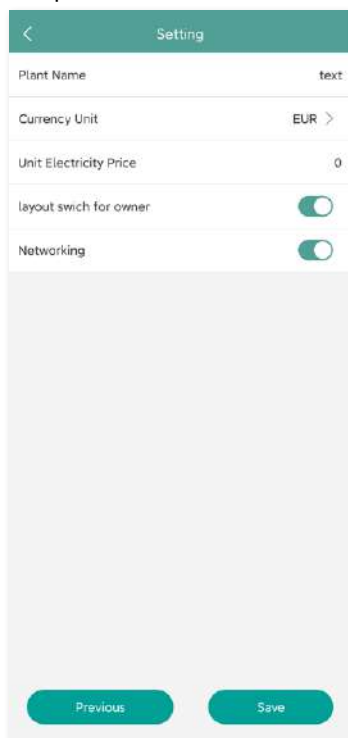 Setting
Plant Name text
Currency Unit EUR >
Unit Electricity Price 0
layout swich for owner
Networking
Previous Save